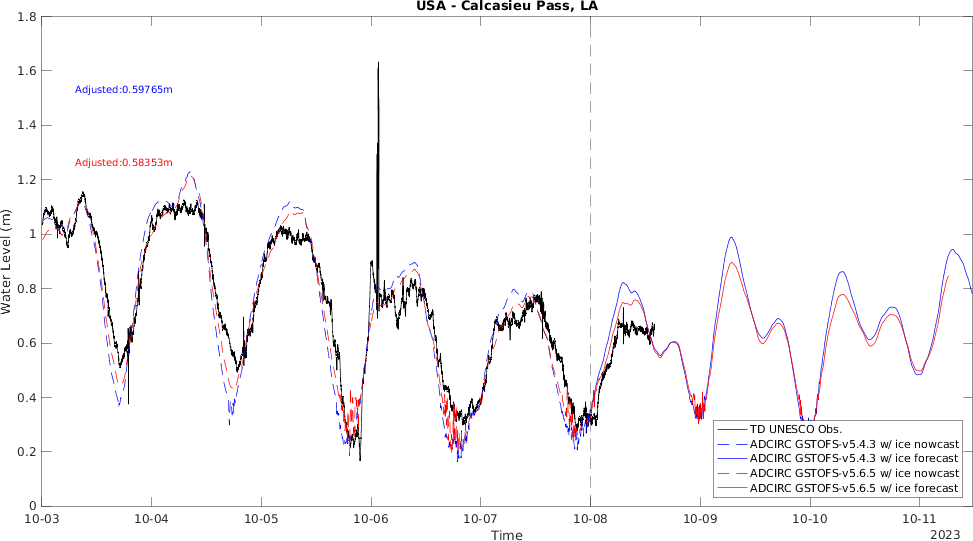 USA - Calcasieu Pass, LA
1.8
1.6
1.4
1.2
1
0.8
0.6
0.4
0.2
0
Water Level (m)
Adjusted:0.59765m
Adjusted:0.58353m
TD UNESCO Obs.
ADCIRC GSTOFS-v5.4.3 w/ ice nowcast
ADCIRC GSTOFS-v5.4.3 w/ ice forecast
ADCIRC GSTOFS-v5.6.5 w/ ice nowcast
ADCIRC GSTOFS-v5.6.5 w/ ice forecast
10-03 10-04 10-05 10-06 10-07 10-08 10-09 10-10 10-11
Time
2023